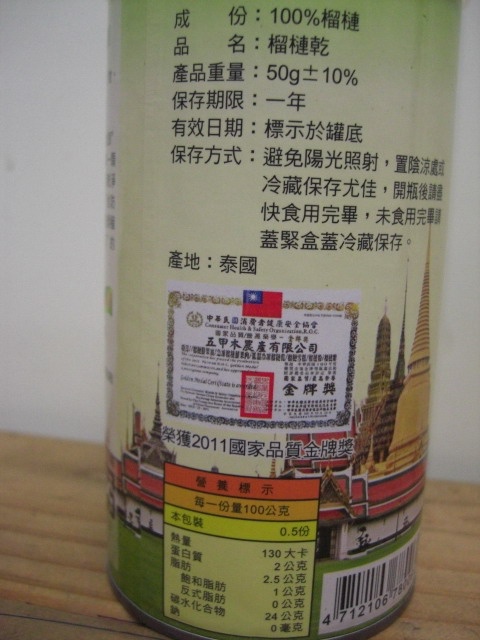 成　份：100%榴槤
品　名：榴槤乾
產品重量：50g±10%
保存期限：一年
有效日期：標示於罐底
保存方式：避免陽光照射，置陰涼處或
冷藏保存尤佳，開瓶後請盡
快食用完畢，未食用完畢請
蓋緊盒蓋冷藏保存。
產地：泰國
中華民國消費者健康安全協會
Consumer Health & Safety Organization,R.O.C
五甲木農產有限公司
金牌獎
榮獲2011國家品質金牌獎
營養標示
每一份量100公克
本包裝 0.5份
熱量 130大卡
蛋白質 2公克
脂肪 2.5公克
飽和脂肪 1公克
反式脂肪 0公克
碳水化合物 24公克
鈉 0毫克
4 712106